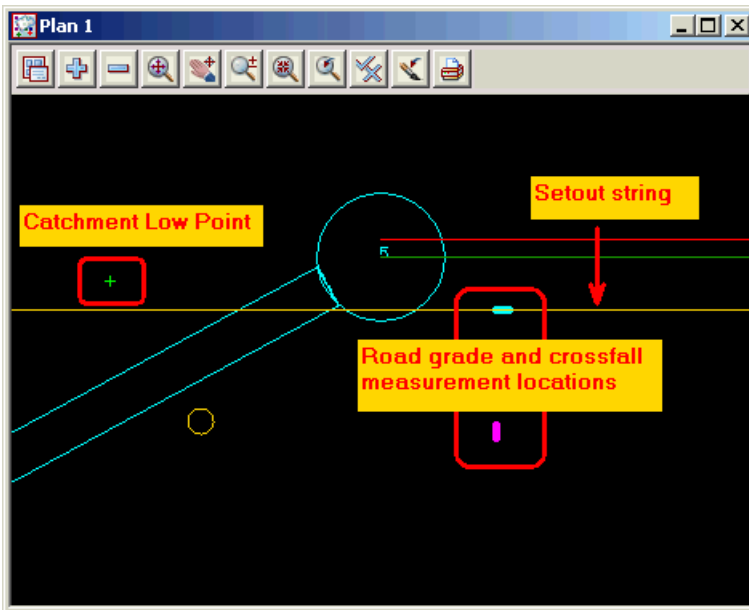 Plan 1
Catchment Low Point
Setout string
Road grade and crossfall
measurement locations